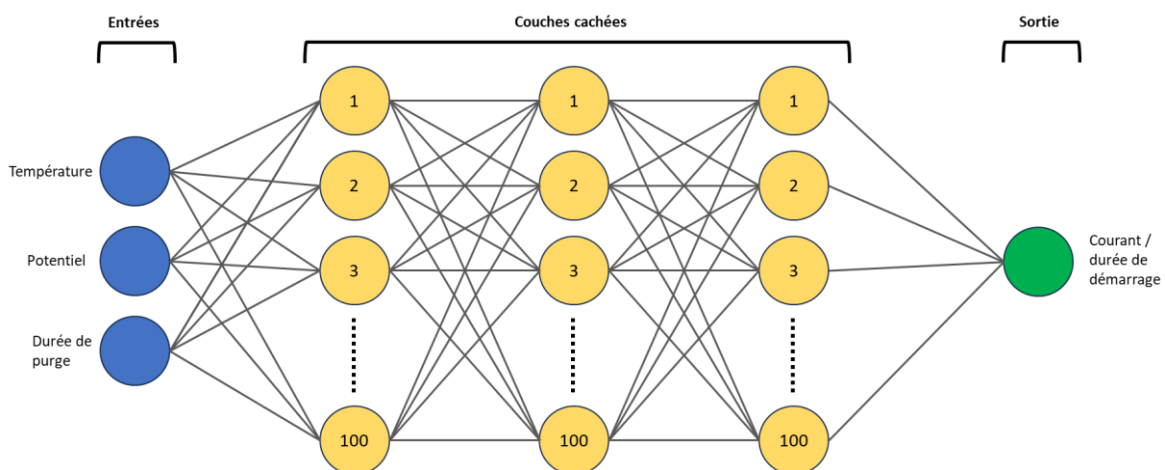 Entrées
Couches cachées
Sortie
Température
Potentiel
Durée de
purge
1
2
3
100
1
2
3
100
1
2
3
100
Courant /
durée de
démarrage